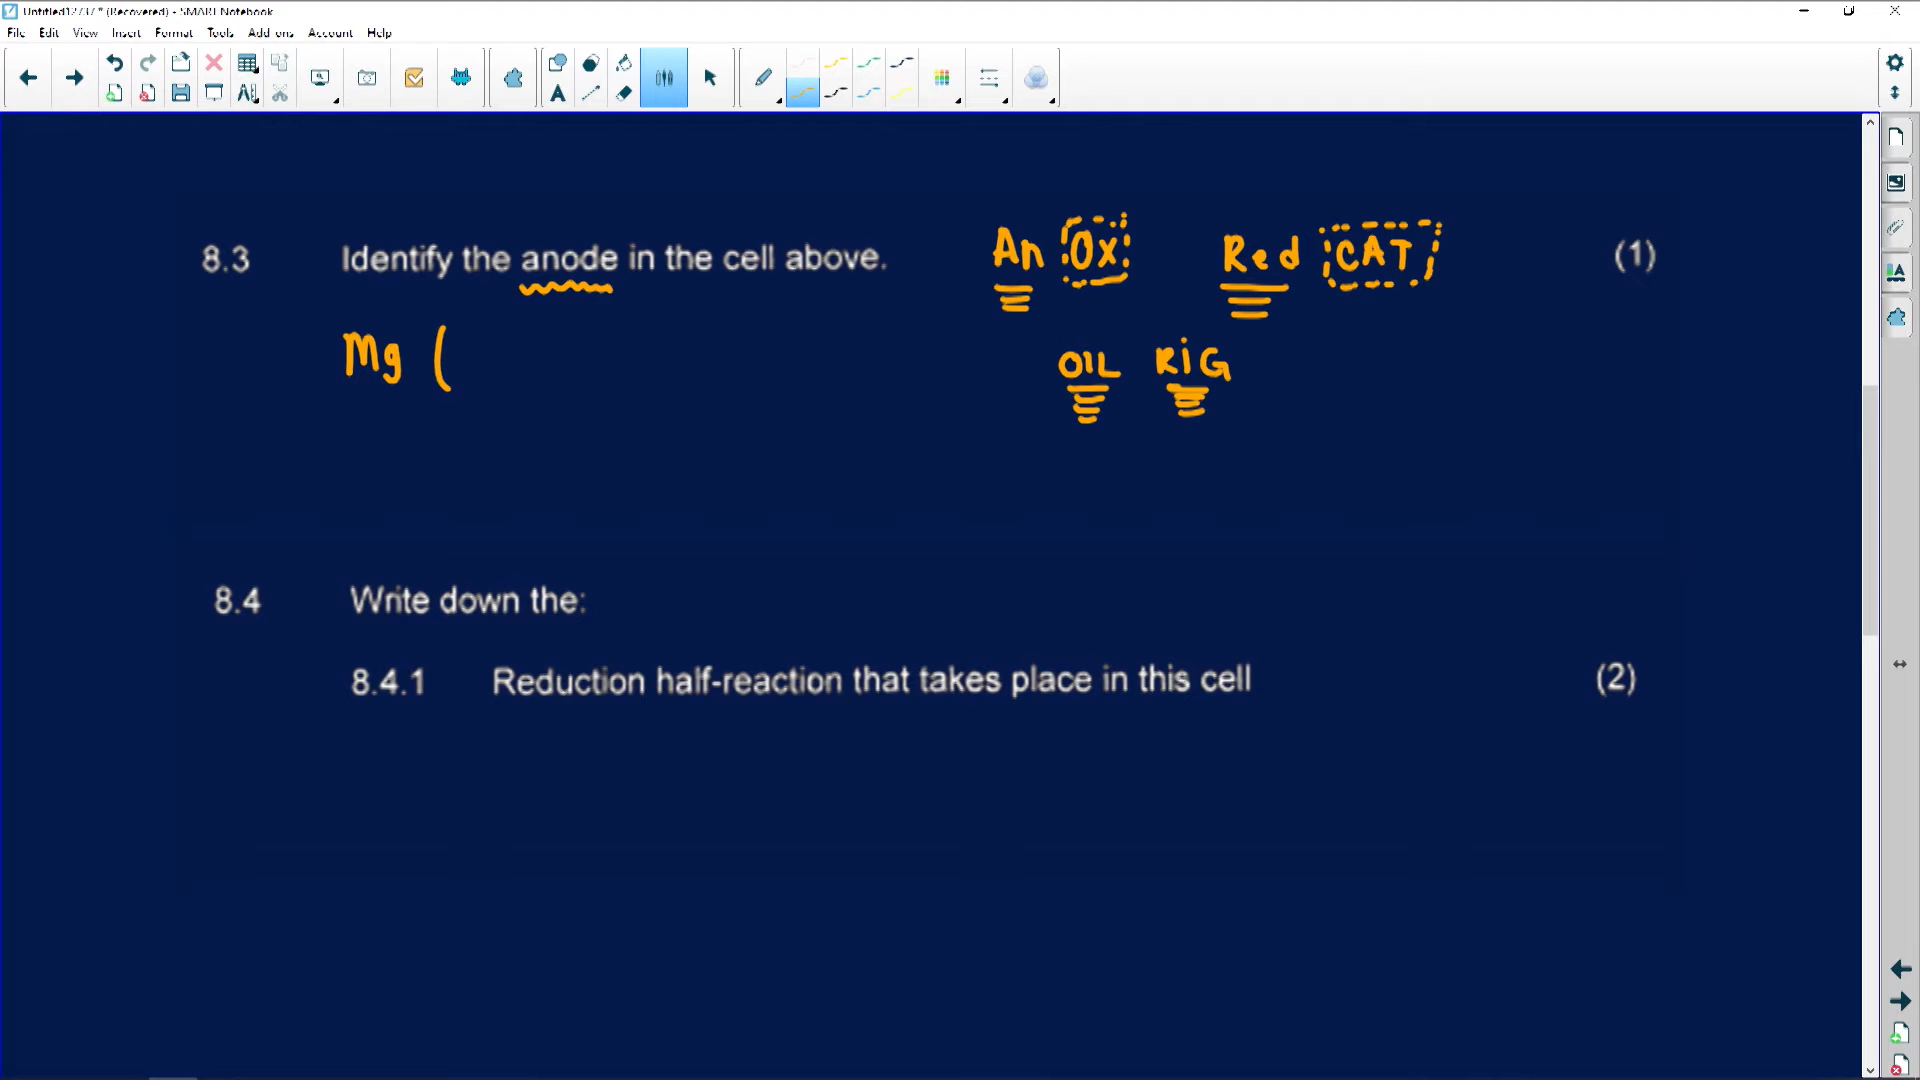 Untitled12737 * (Recovered) - SMART Notebook
File Edit View Insert Format Tools Add-ons Account Help
8.3 Identify the anode in the cell above. An Ox Red CAT (1)
Mg ( OIL RiG
8.4 Write down the:
8.4.1 Reduction half-reaction that takes place in this cell (2)